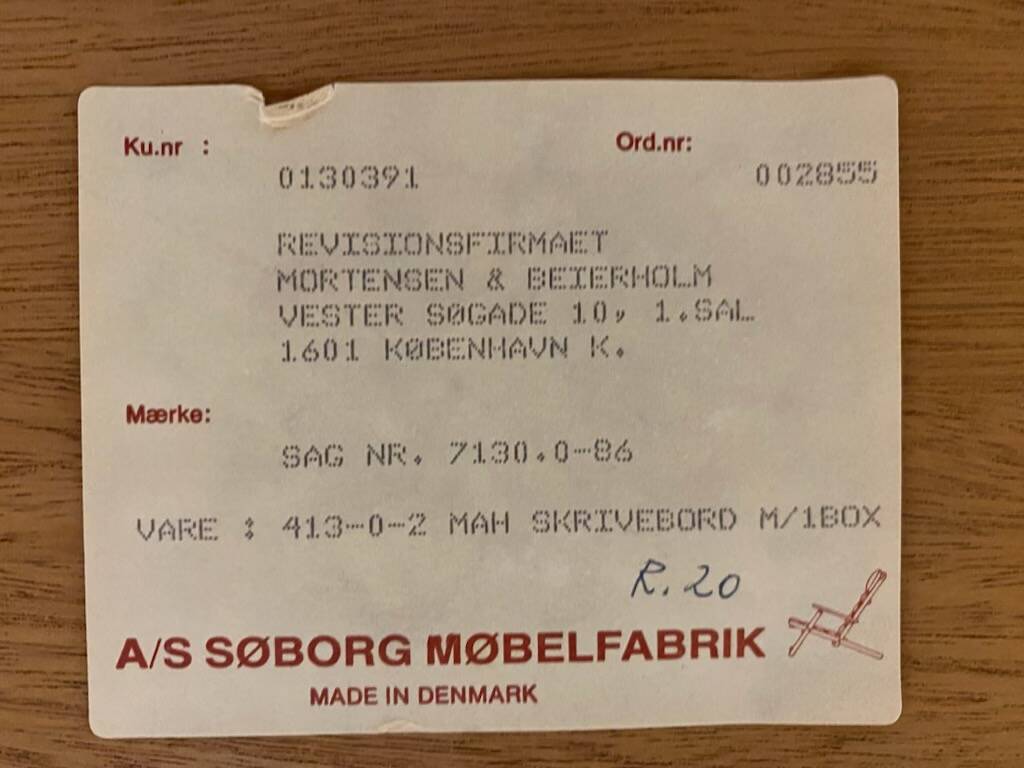 Ku.nr : Ord.nr:
0130391 002855
REVISIONSFIRMAET
MORTENSEN & BEIERHOLM
VESTER SØGADE 10, 1.SAL
1601 KØBENHAVN K.
Mærke:
SAG NR. 7130.0-86
VARE : 413-0-2 MAH SKRIVEBORD M/1BOX
R.20
A/S SØBORG MØBELFABRIK
MADE IN DENMARK